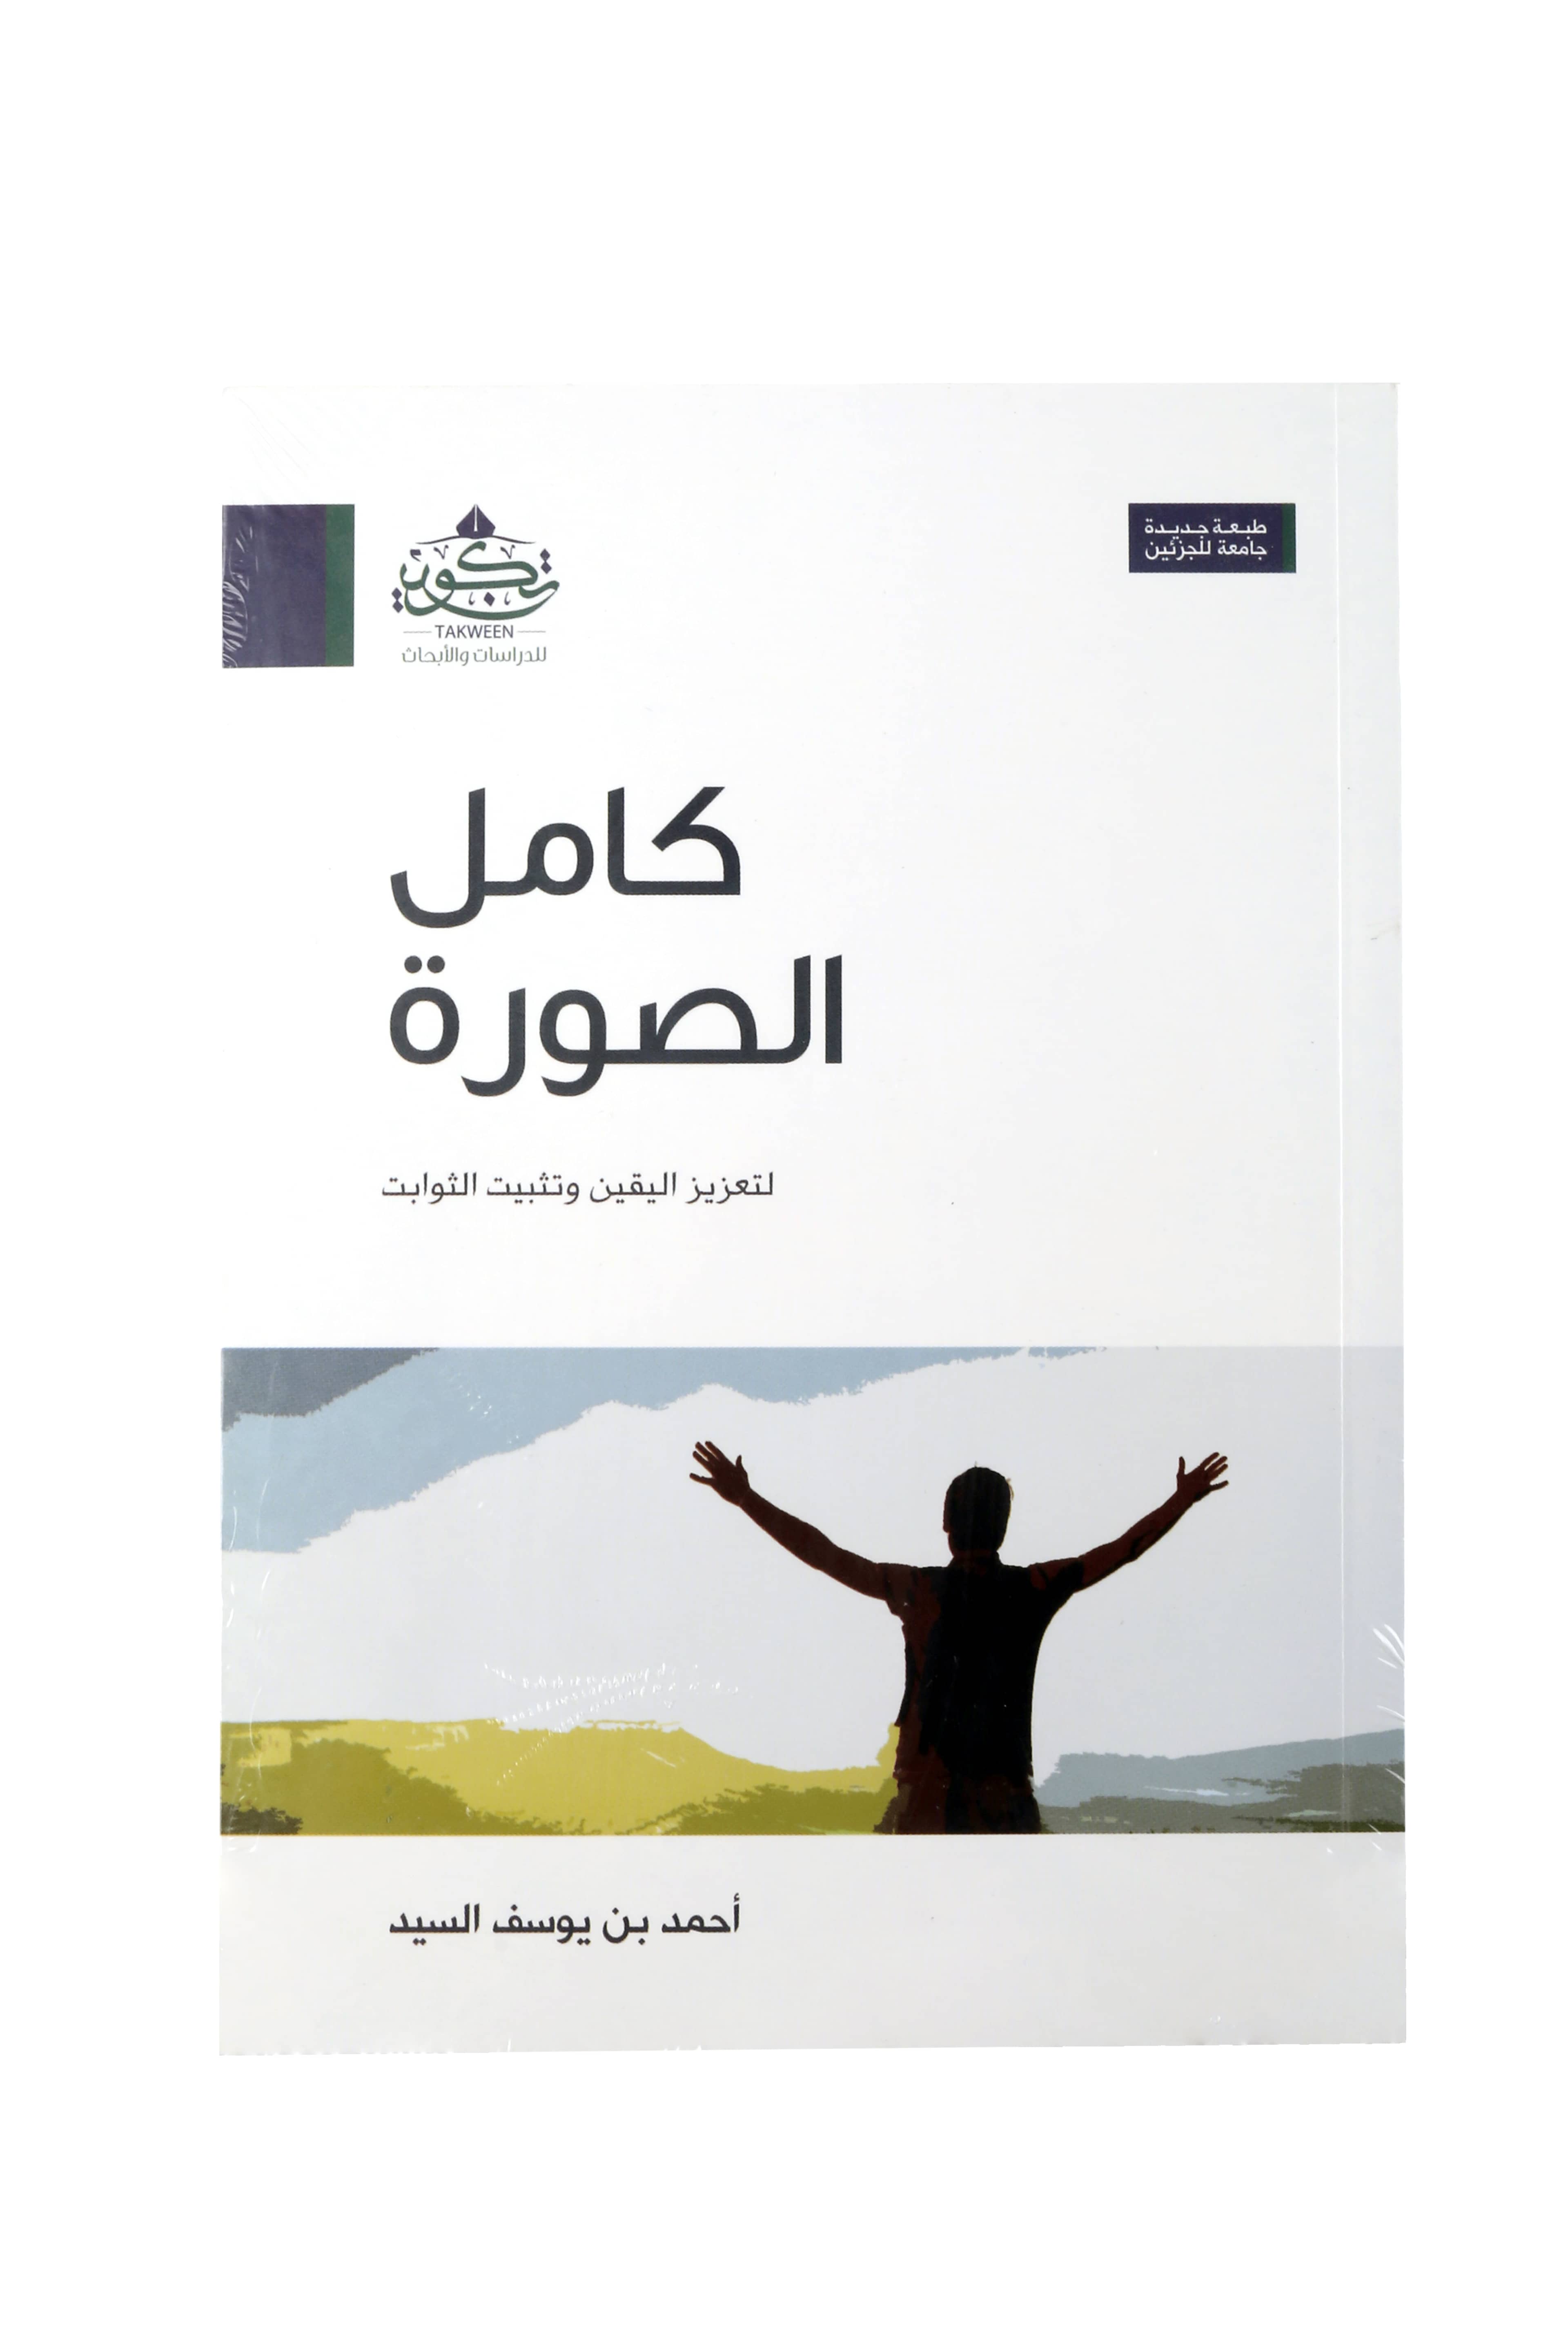 طبعة جديدة
جامعة للجزئين
تكوين
TAKWEEN
للدراسات والأبحاث
كامل
الصورة
لتعزيز اليقين وتثبيت الثوابت
أحمد بن يوسف السيد